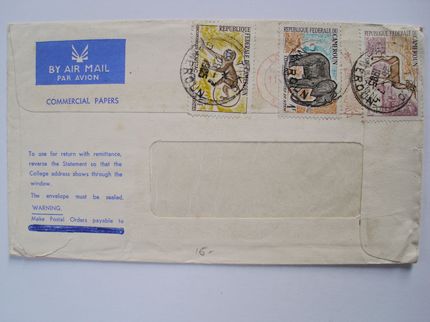 BY AIR MAIL
PAR AVION
COMMERCIAL PAPERS
REPUBLIQUE FEDERALE
DU CAMEROUN
REPUBLIQUE FEDERALE
DU CAMEROUN
REPUBLIQUE FEDERALE
DU CAMEROUN
To use for return with remittance,
reverse the Statement so that the
College address shows through the
window.
The envelope must be sealed.
WARNING.
Make Postal Orders payable to
15-